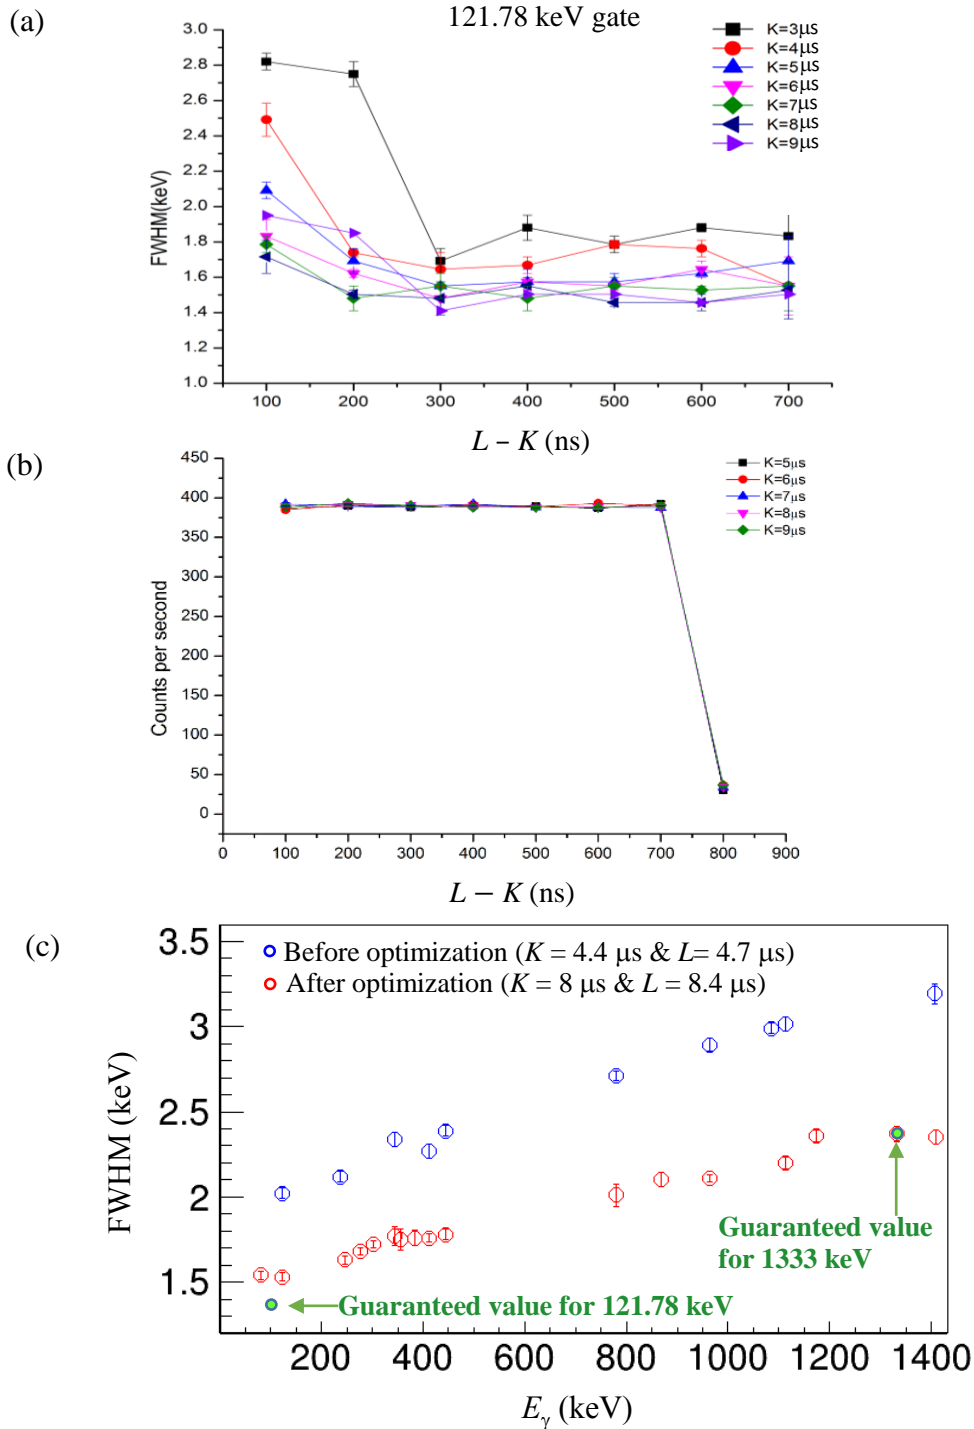 (a)
121.78 keV gate
3.0
2.8
2.6
2.4
2.2
2.0
1.8
1.6
1.4
1.2
1.0
FWHM(keV)
K=3μs
K=4μs
K=5μs
K=6μs
K=7μs
K=8μs
K=9μs
100 200 300 400 500 600 700
L – K (ns)
(b)
450
400
350
300
250
200
150
100
50
0
Counts per second
K=5μs
K=6μs
K=7μs
K=8μs
K=9μs
0 100 200 300 400 500 600 700 800 900
L − K (ns)
(c)
3.5
3
2.5
2
1.5
FWHM (keV)
Before optimization (K = 4.4 μs & L= 4.7 μs)
After optimization (K = 8 μs & L = 8.4 μs)
Guaranteed value
for 1333 keV
Guaranteed value for 121.78 keV
200 400 600 800 1000 1200 1400
Eγ (keV)